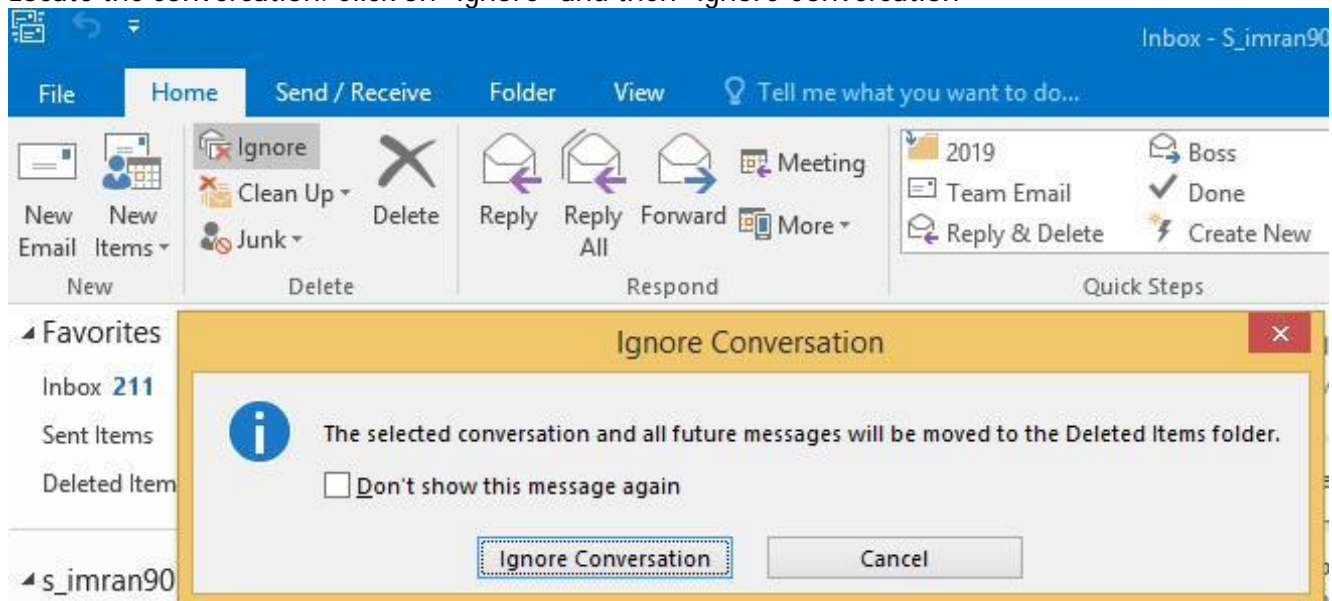 Inbox - S_imran90
File Home Send / Receive Folder View Tell me what you want to do...
Ignore
Clean Up
Junk
Delete
New Email
New Items
Reply
Reply All
Forward
Meeting
More
2019
Team Email
Reply & Delete
Boss
Done
Create New
New Delete Respond Quick Steps
Favorites
Inbox 211
Sent Items
Deleted Item
s_imran90
Ignore Conversation
The selected conversation and all future messages will be moved to the Deleted Items folder.
Don't show this message again
Ignore Conversation Cancel